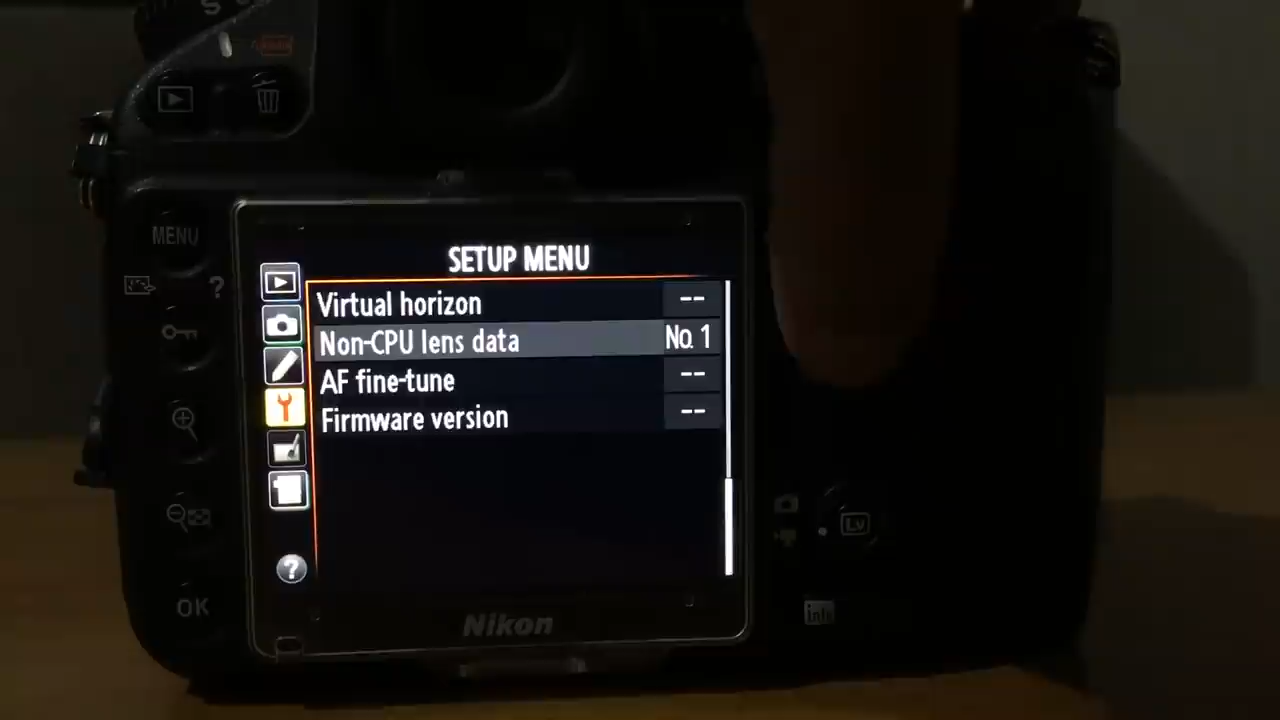 S
MENU
?
SETUP MENU
Virtual horizon --
Non-CPU lens data No. 1
AF fine-tune --
Firmware version --
?
Lv
OK
info
Nikon